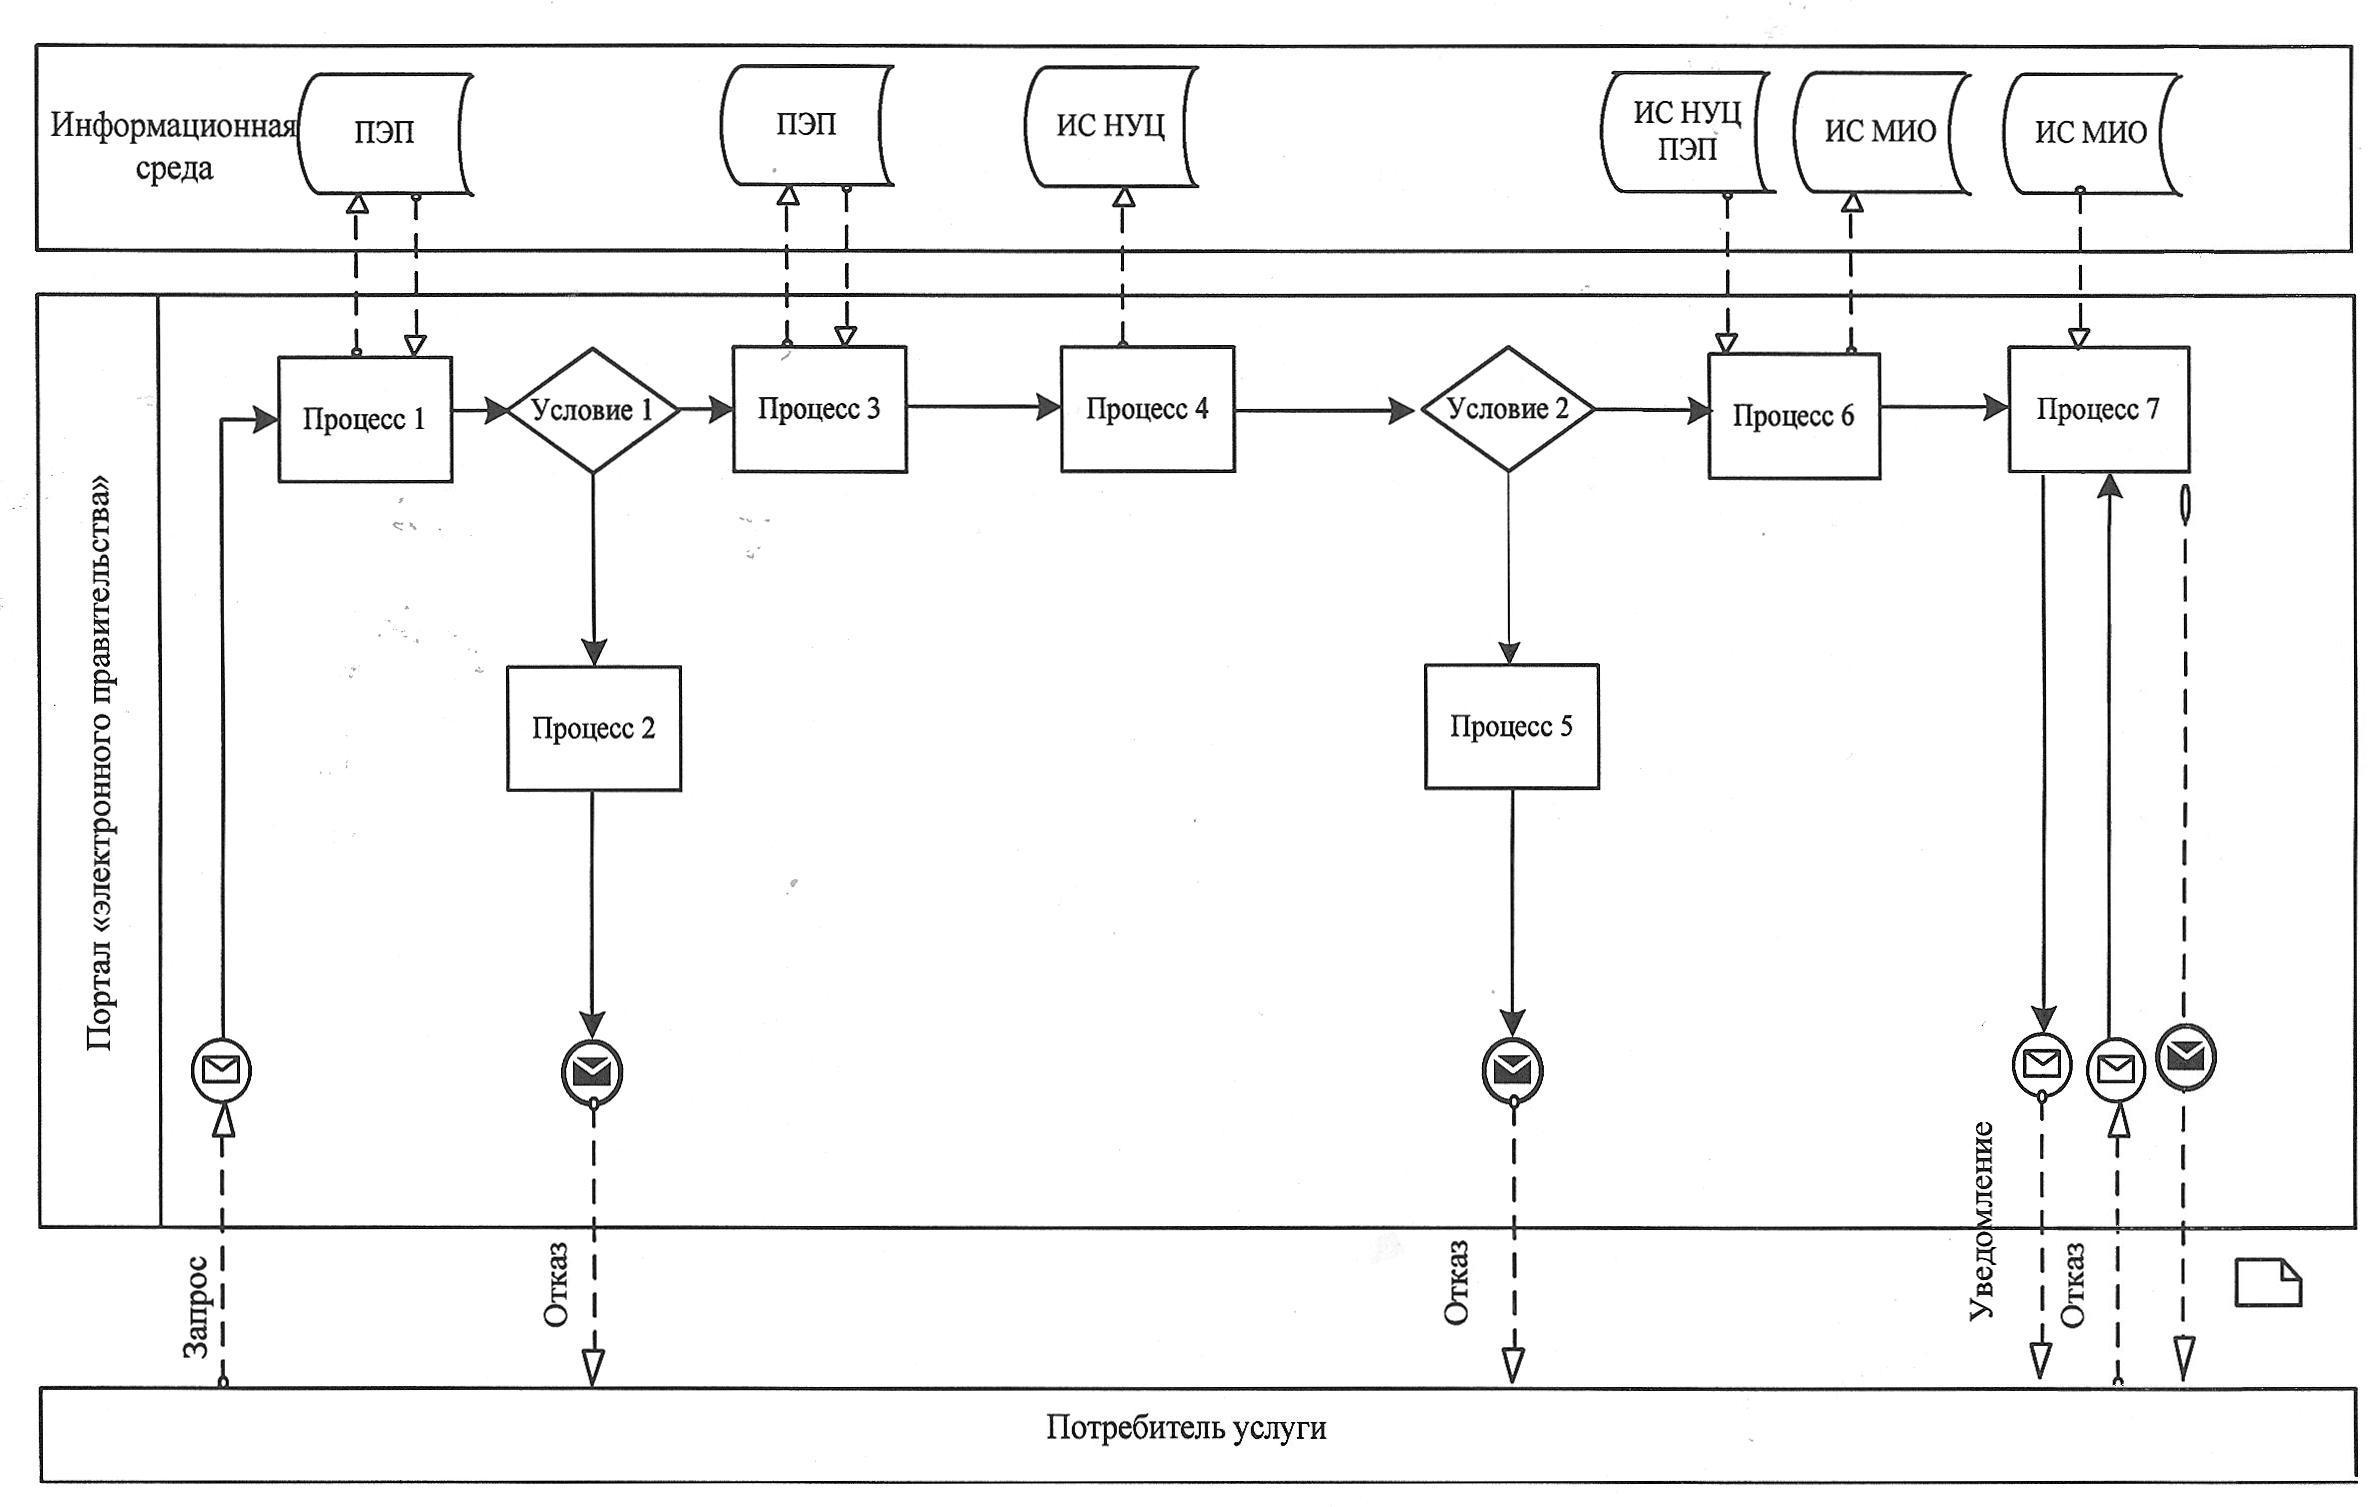 Информационная
среда
ПЭП
ПЭП
ИС НУЦ
ИС НУЦ
ПЭП
ИС МИО
ИС МИО
Портал «электронного правительства»
Процесс 1
Условие 1
Процесс 3
Процесс 4
Условие 2
Процесс 6
Процесс 7
Процесс 2
Процесс 5
Запрос
Отказ
Отказ
Уведомление
Отказ
Потребитель услуги